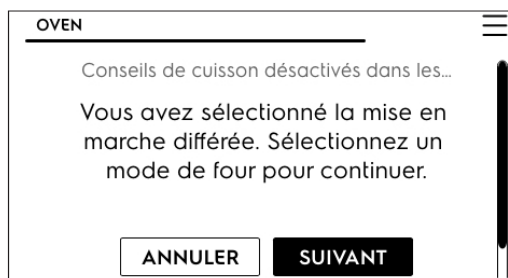 OVEN
Conseils de cuisson désactivés dans les...
Vous avez sélectionné la mise en
marche différée. Sélectionnez un
mode de four pour continuer.
ANNULER SUIVANT